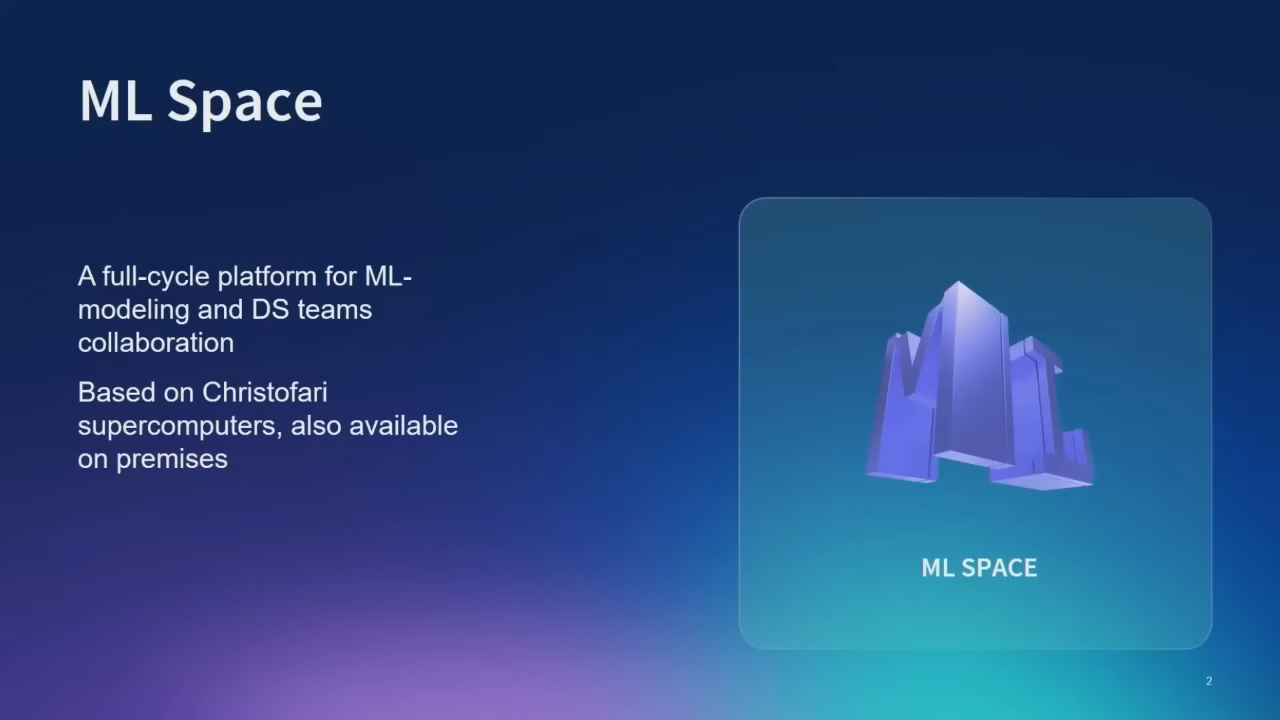 ML Space
A full-cycle platform for ML-
modeling and DS teams
collaboration
Based on Christofari
supercomputers, also available
on premises
ML SPACE
2